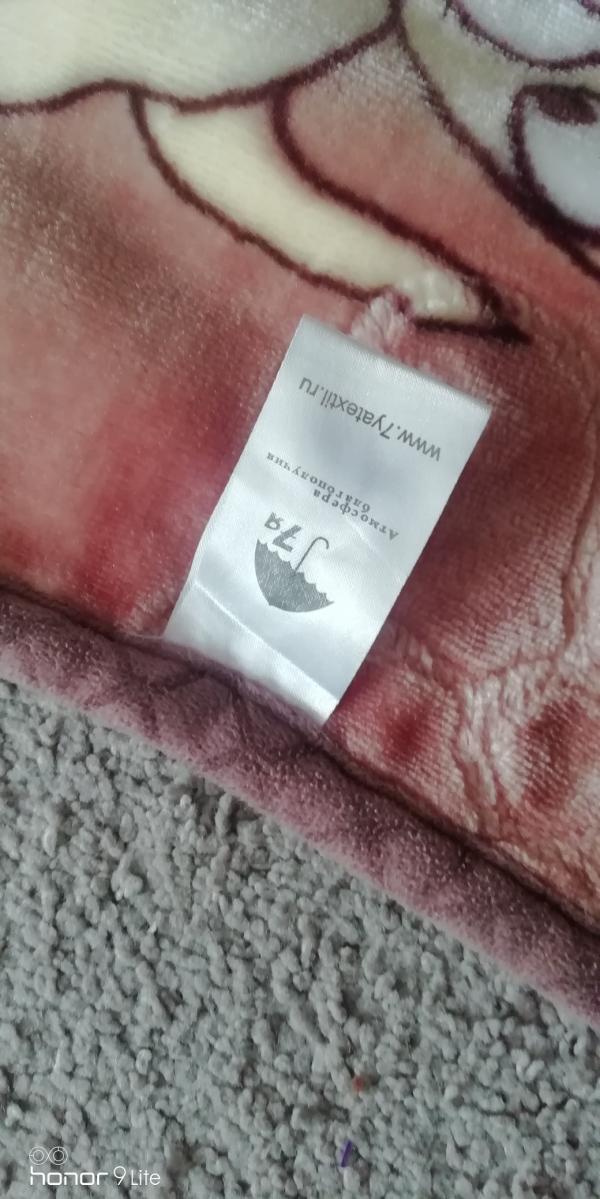 7Я
Атмосфера
благополучия
www.7yatextil.ru
honor 9 Lite